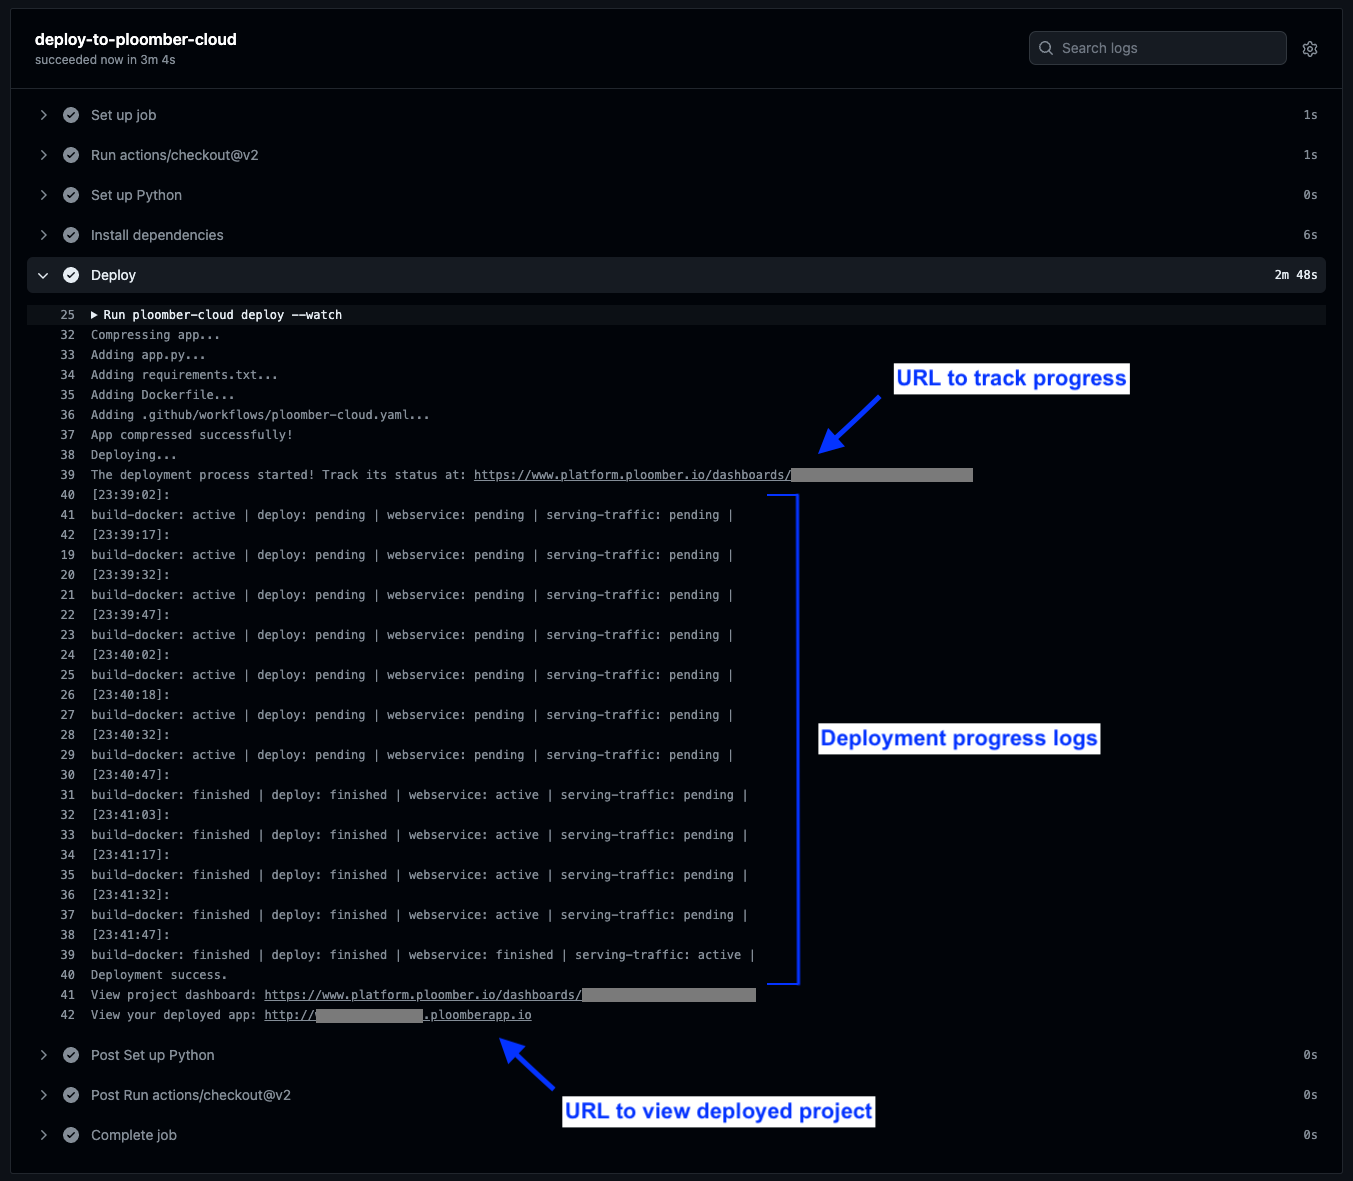 deploy-to-ploomber-cloud
succeeded now in 3m 4s
Search logs
Set up job 1s
Run actions/checkout@v2 1s
Set up Python 0s
Install dependencies 6s
Deploy 2m 48s
25 Run ploomber-cloud deploy --watch
32 Compressing app...
33 Adding app.py...
34 Adding requirements.txt...
35 Adding Dockerfile...
36 Adding .github/workflows/ploomber-cloud.yaml...
37 App compressed successfully!
38 Deploying...
URL to track progress
39 The deployment process started! Track its status at: https://www.platform.ploomber.io/dashboards/
40 [23:39:02]:
41 build-docker: active | deploy: pending | webservice: pending | serving-traffic: pending |
42 [23:39:17]:
19 build-docker: active | deploy: pending | webservice: pending | serving-traffic: pending |
20 [23:39:32]:
21 build-docker: active | deploy: pending | webservice: pending | serving-traffic: pending |
22 [23:39:47]:
23 build-docker: active | deploy: pending | webservice: pending | serving-traffic: pending |
24 [23:40:02]:
25 build-docker: active | deploy: pending | webservice: pending | serving-traffic: pending |
26 [23:40:18]:
27 build-docker: active | deploy: pending | webservice: pending | serving-traffic: pending |
28 [23:40:32]:
29 build-docker: active | deploy: pending | webservice: pending | serving-traffic: pending |
30 [23:40:47]:
31 build-docker: finished | deploy: finished | webservice: active | serving-traffic: pending |
32 [23:41:03]:
33 build-docker: finished | deploy: finished | webservice: active | serving-traffic: pending |
34 [23:41:17]:
35 build-docker: finished | deploy: finished | webservice: active | serving-traffic: pending |
36 [23:41:32]:
37 build-docker: finished | deploy: finished | webservice: active | serving-traffic: pending |
38 [23:41:47]:
39 build-docker: finished | deploy: finished | webservice: finished | serving-traffic: active |
40 Deployment success.
Deployment progress logs
41 View project dashboard: https://www.platform.ploomber.io/dashboards/
42 View your deployed app: http:// .ploomberapp.io
URL to view deployed project
Post Set up Python 0s
Post Run actions/checkout@v2 0s
Complete job 0s